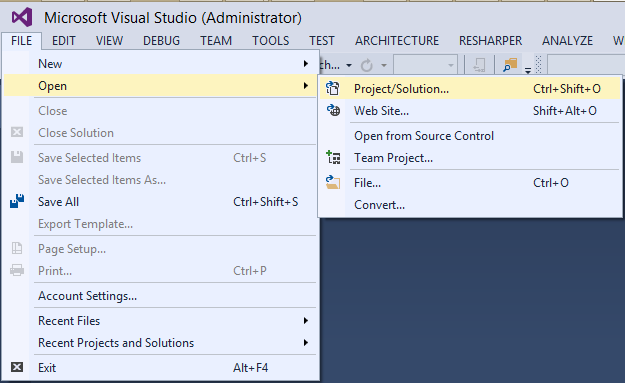 Microsoft Visual Studio (Administrator)
FILE EDIT VIEW DEBUG TEAM TOOLS TEST ARCHITECTURE RESHARPER ANALYZE W
New
Open
Close
Close Solution
Save Selected Items Ctrl+S
Save Selected Items As...
Save All Ctrl+Shift+S
Export Template...
Page Setup...
Print... Ctrl+P
Account Settings...
Recent Files
Recent Projects and Solutions
Exit Alt+F4
ch...
Project/Solution... Ctrl+Shift+O
Web Site... Shift+Alt+O
Open from Source Control
Team Project...
File... Ctrl+O
Convert...